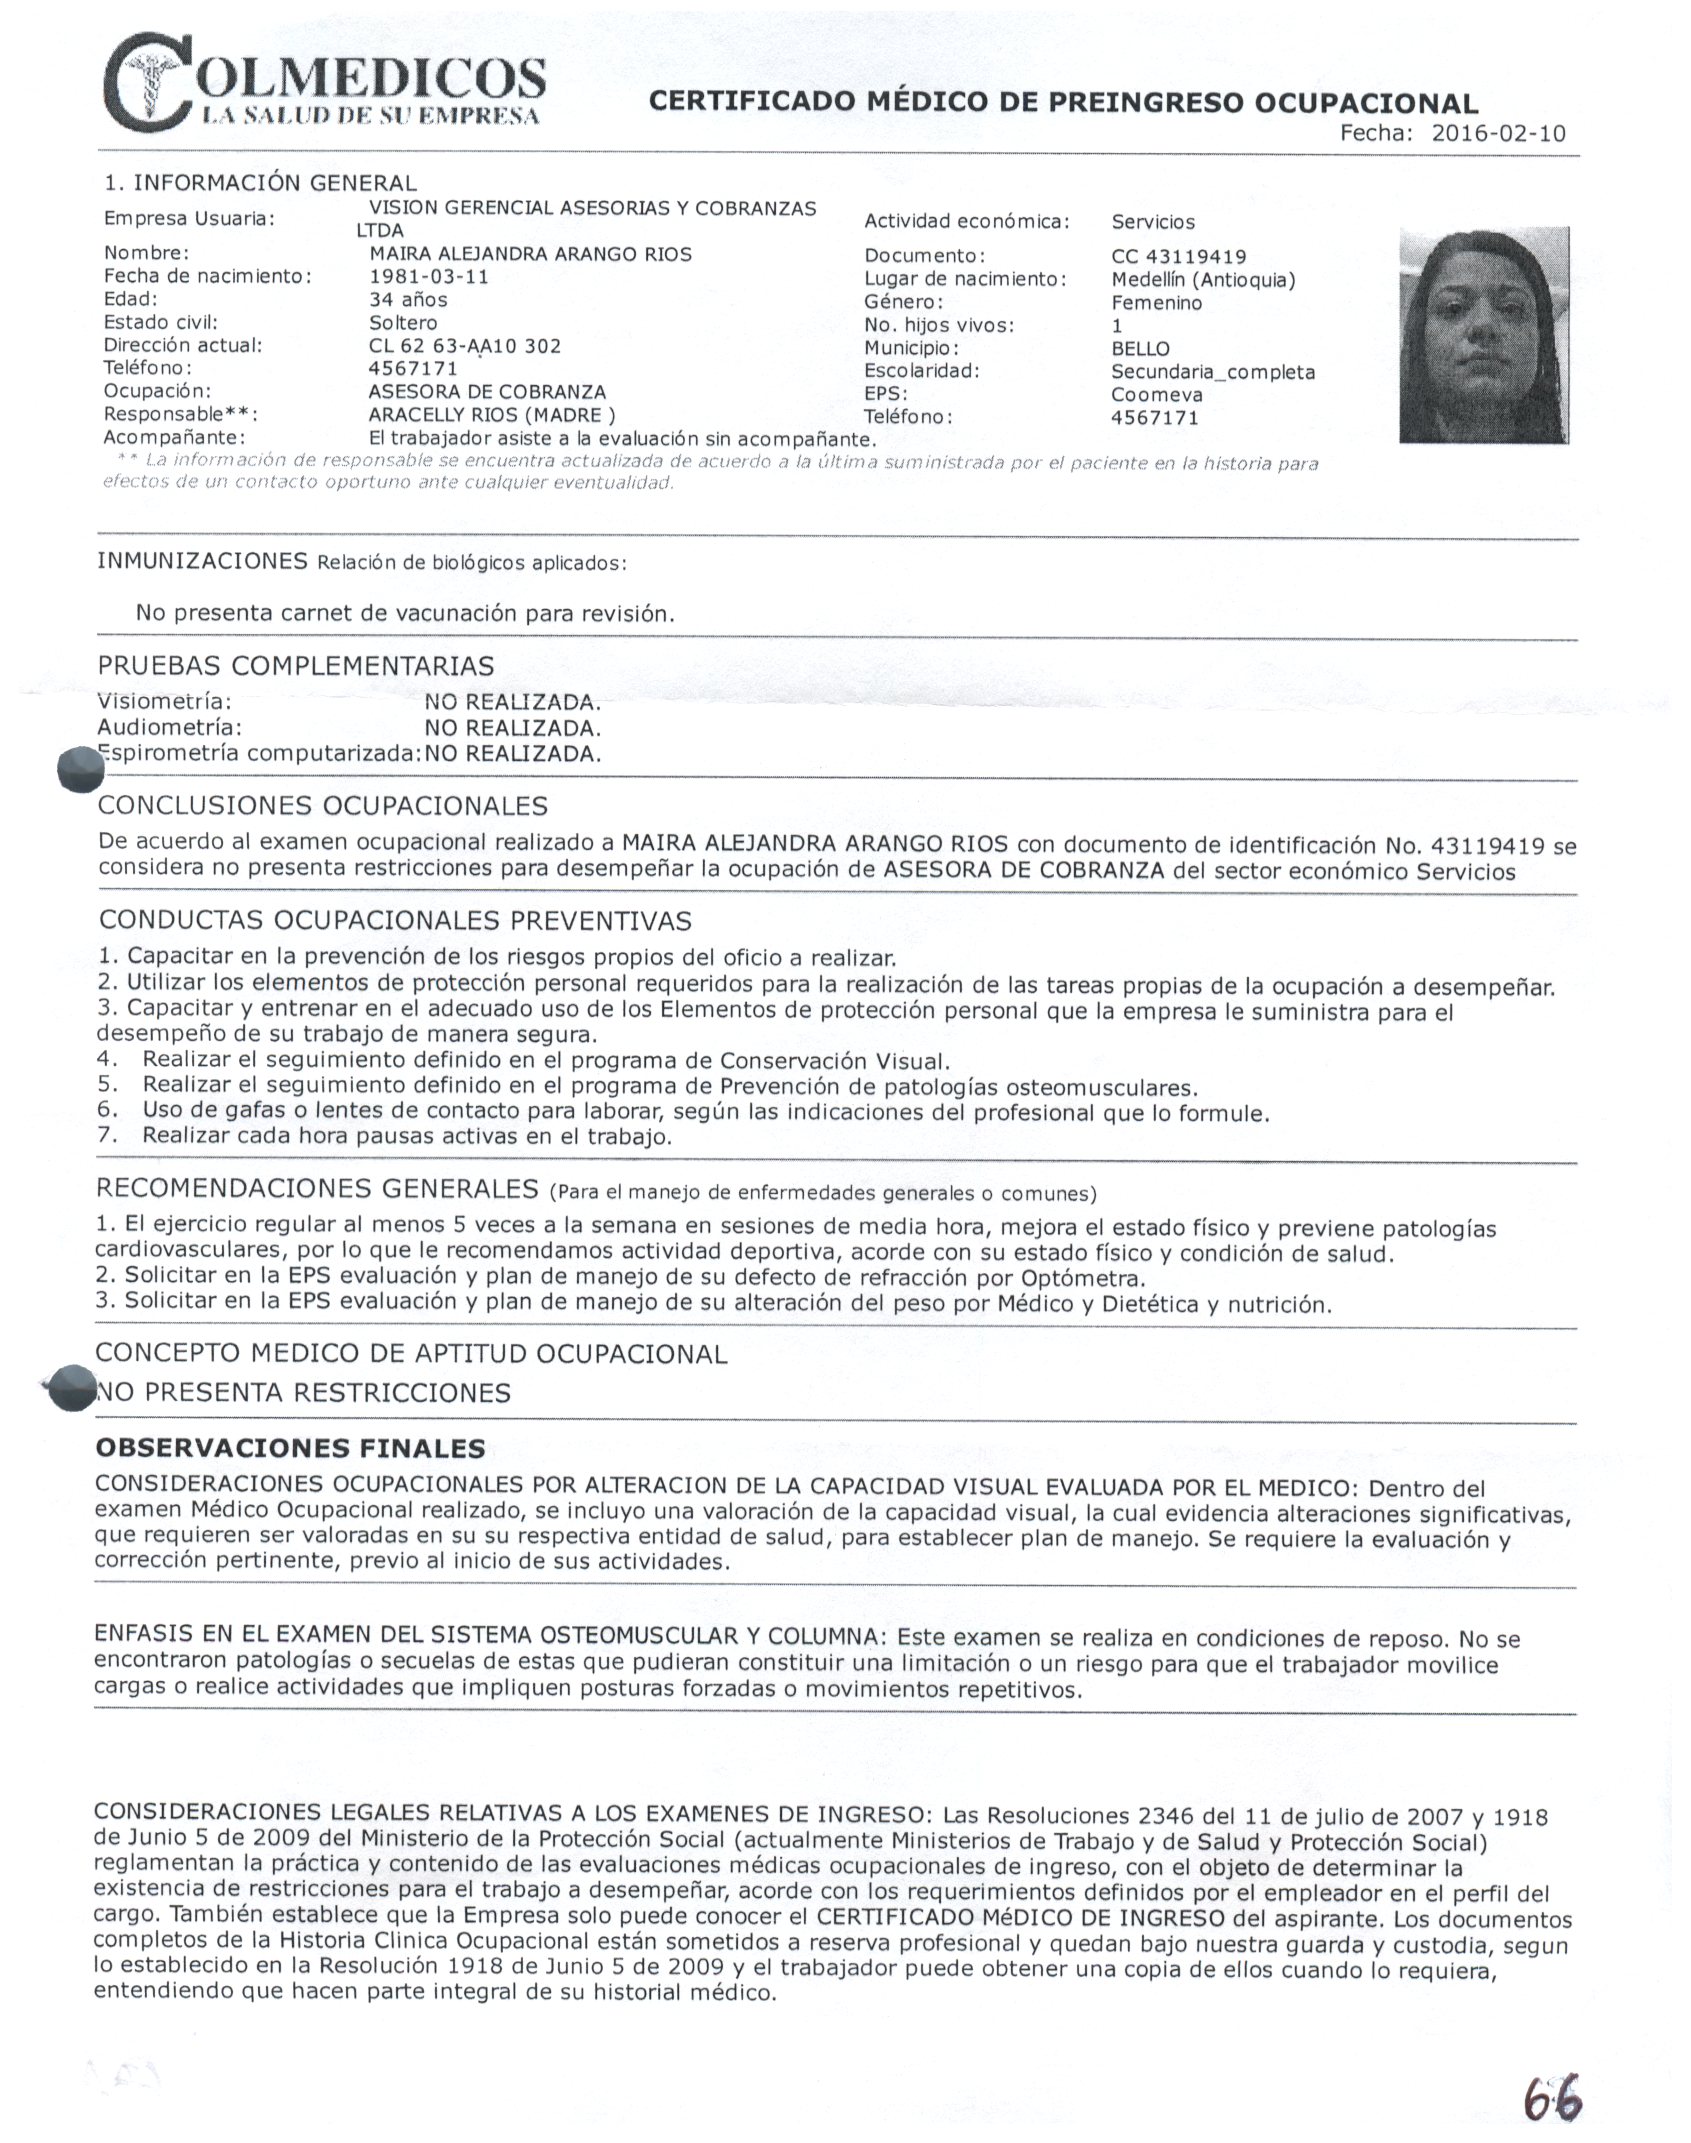 COLMEDICOS
LA SALUD DE SU EMPRESA
CERTIFICADO MÉDICO DE PREINGRESO OCUPACIONAL
Fecha: 2016-02-10
1. INFORMACIÓN GENERAL
Empresa Usuaria: VISION GERENCIAL ASESORIAS Y COBRANZAS LTDA Actividad económica: Servicios
Nombre: MAIRA ALEJANDRA ARANGO RIOS Documento: CC 43119419
Fecha de nacimiento: 1981-03-11 Lugar de nacimiento: Medellín (Antioquia)
Edad: 34 años Género: Femenino
Estado civil: Soltero No. hijos vivos: 1
Dirección actual: CL 62 63-AA10 302 Municipio: BELLO
Teléfono: 4567171 Escolaridad: Secundaria_completa
Ocupación: ASESORA DE COBRANZA EPS: Coomeva
Responsable**: ARACELLY RIOS (MADRE ) Teléfono: 4567171
Acompañante: El trabajador asiste a la evaluación sin acompañante.
** La información de responsable se encuentra actualizada de acuerdo a la última suministrada por el paciente en la historia para
efectos de un contacto oportuno ante cualquier eventualidad.
INMUNIZACIONES Relación de biológicos aplicados:
No presenta carnet de vacunación para revisión.
PRUEBAS COMPLEMENTARIAS
Visiometría: NO REALIZADA.
Audiometría: NO REALIZADA.
Espirometría computarizada: NO REALIZADA.
CONCLUSIONES OCUPACIONALES
De acuerdo al examen ocupacional realizado a MAIRA ALEJANDRA ARANGO RIOS con documento de identificación No. 43119419 se
considera no presenta restricciones para desempeñar la ocupación de ASESORA DE COBRANZA del sector económico Servicios
CONDUCTAS OCUPACIONALES PREVENTIVAS
1. Capacitar en la prevención de los riesgos propios del oficio a realizar.
2. Utilizar los elementos de protección personal requeridos para la realización de las tareas propias de la ocupación a desempeñar.
3. Capacitar y entrenar en el adecuado uso de los Elementos de protección personal que la empresa le suministra para el
desempeño de su trabajo de manera segura.
4. Realizar el seguimiento definido en el programa de Conservación Visual.
5. Realizar el seguimiento definido en el programa de Prevención de patologías osteomusculares.
6. Uso de gafas o lentes de contacto para laborar, según las indicaciones del profesional que lo formule.
7. Realizar cada hora pausas activas en el trabajo.
RECOMENDACIONES GENERALES (Para el manejo de enfermedades generales o comunes)
1. El ejercicio regular al menos 5 veces a la semana en sesiones de media hora, mejora el estado físico y previene patologías
cardiovasculares, por lo que le recomendamos actividad deportiva, acorde con su estado físico y condición de salud.
2. Solicitar en la EPS evaluación y plan de manejo de su defecto de refracción por Optómetra.
3. Solicitar en la EPS evaluación y plan de manejo de su alteración del peso por Médico y Dietética y nutrición.
CONCEPTO MEDICO DE APTITUD OCUPACIONAL
NO PRESENTA RESTRICCIONES
OBSERVACIONES FINALES
CONSIDERACIONES OCUPACIONALES POR ALTERACION DE LA CAPACIDAD VISUAL EVALUADA POR EL MEDICO: Dentro del
examen Médico Ocupacional realizado, se incluyo una valoración de la capacidad visual, la cual evidencia alteraciones significativas,
que requieren ser valoradas en su su respectiva entidad de salud, para establecer plan de manejo. Se requiere la evaluación y
corrección pertinente, previo al inicio de sus actividades.
ENFASIS EN EL EXAMEN DEL SISTEMA OSTEOMUSCULAR Y COLUMNA: Este examen se realiza en condiciones de reposo. No se
encontraron patologías o secuelas de estas que pudieran constituir una limitación o un riesgo para que el trabajador movilice
cargas o realice actividades que impliquen posturas forzadas o movimientos repetitivos.
CONSIDERACIONES LEGALES RELATIVAS A LOS EXAMENES DE INGRESO: Las Resoluciones 2346 del 11 de julio de 2007 y 1918
de Junio 5 de 2009 del Ministerio de la Protección Social (actualmente Ministerios de Trabajo y de Salud y Protección Social)
reglamentan la práctica y contenido de las evaluaciones médicas ocupacionales de ingreso, con el objeto de determinar la
existencia de restricciones para el trabajo a desempeñar, acorde con los requerimientos definidos por el empleador en el perfil del
cargo. También establece que la Empresa solo puede conocer el CERTIFICADO MéDICO DE INGRESO del aspirante. Los documentos
completos de la Historia Clinica Ocupacional están sometidos a reserva profesional y quedan bajo nuestra guarda y custodia, segun
lo establecido en la Resolución 1918 de Junio 5 de 2009 y el trabajador puede obtener una copia de ellos cuando lo requiera,
entendiendo que hacen parte integral de su historial médico.
66